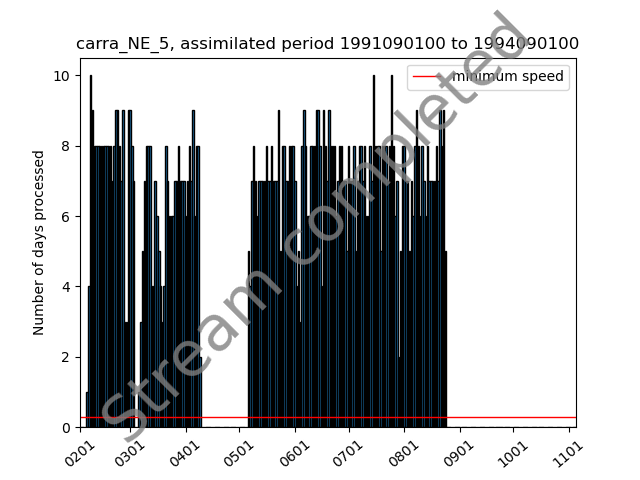 carra_NE_5, assimilated period 1991090100 to 1994090100
Number of days processed
10
8
6
4
2
0
minimum speed
Stream completed
0201 0301 0401 0501 0601 0701 0801 0901 1001 1101